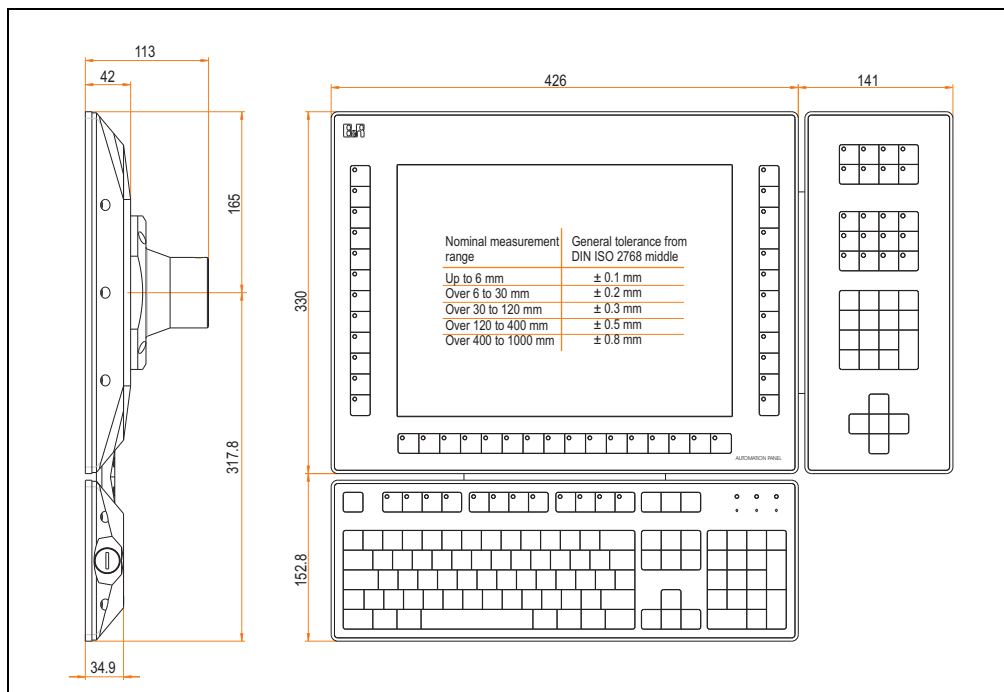 113
42
426
141
B&R
165
330
317.8
152.8
34.9
Nominal measurement range
General tolerance from DIN ISO 2768 middle
Up to 6 mm ± 0.1 mm
Over 6 to 30 mm ± 0.2 mm
Over 30 to 120 mm ± 0.3 mm
Over 120 to 400 mm ± 0.5 mm
Over 400 to 1000 mm ± 0.8 mm
AUTOMATION PANEL